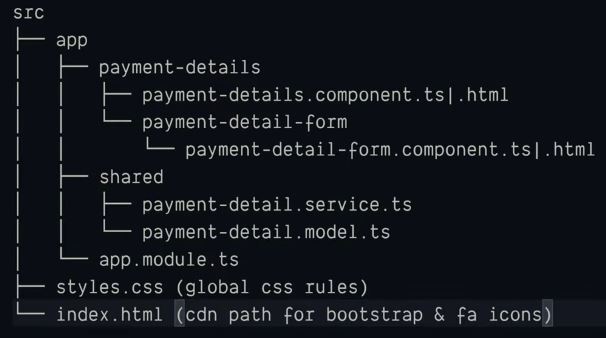 src
├── app
│   ├── payment-details
│   │   ├── payment-details.component.ts|.html
│   │   └── payment-detail-form
│   │       └── payment-detail-form.component.ts|.html
│   ├── shared
│   │   ├── payment-detail.service.ts
│   │   ├── payment-detail.model.ts
│   └── app.module.ts
├── styles.css (global css rules)
└── index.html (cdn path for bootstrap & fa icons)